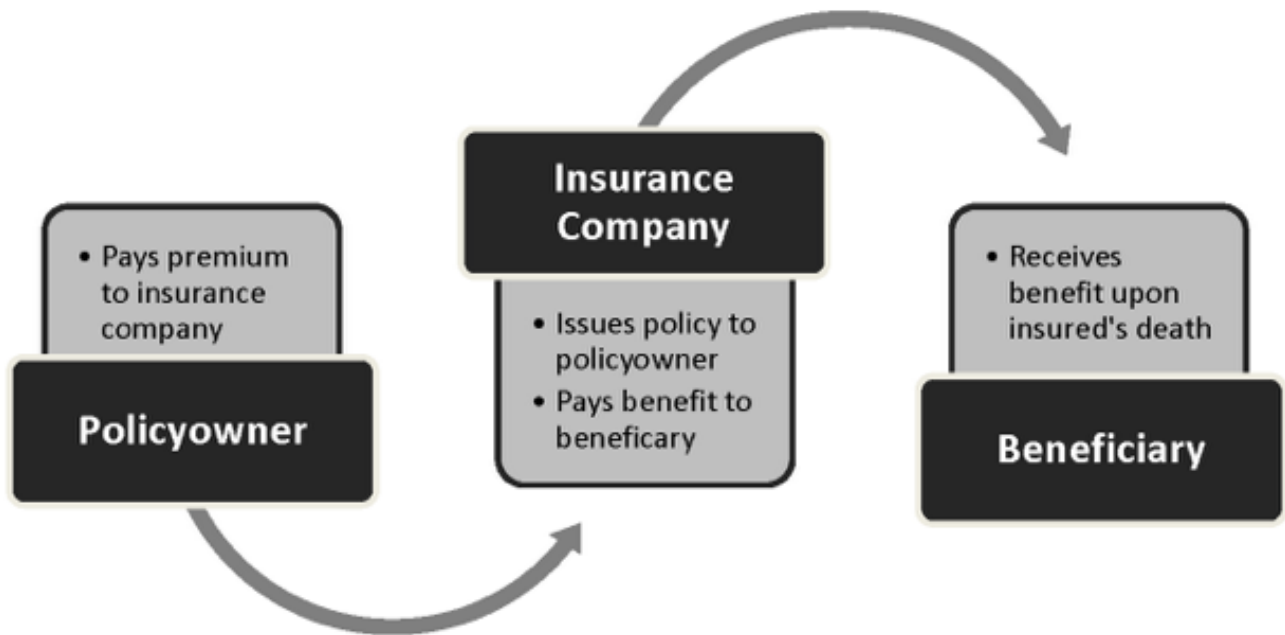 • Pays premium
to insurance
company
Policyowner
Insurance
Company
• Issues policy to
policyowner
• Pays benefit to
beneficary
• Receives
benefit upon
insured's death
Beneficiary